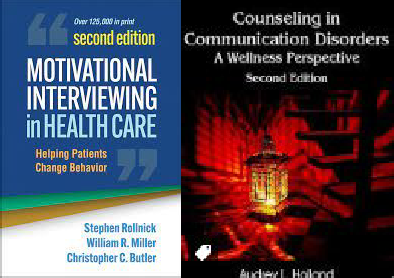 Over 125,000 in print
second edition
MOTIVATIONAL
INTERVIEWING
in HEALTH CARE
Helping Patients
Change Behavior
Stephen Rollnick
William R. Miller
Christopher C. Butler
Counseling in
Communication Disorders
A Wellness Perspective
Second Edition
Audrey L. Holland